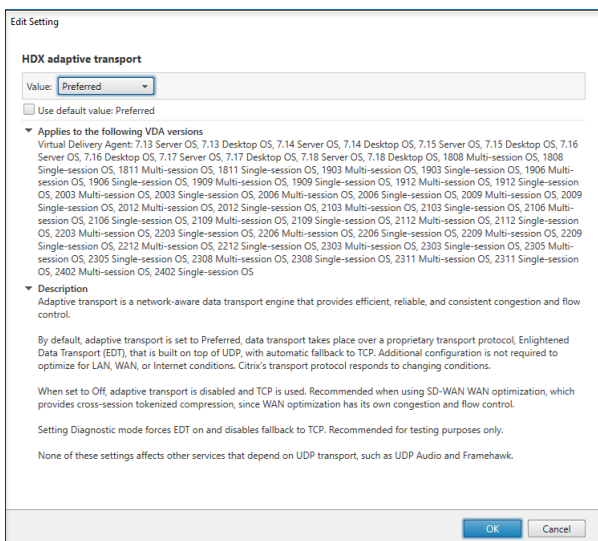 Edit Setting
HDX adaptive transport
Value: Preferred
Use default value: Preferred
Applies to the following VDA versions
Virtual Delivery Agent: 7.13 Server OS, 7.13 Desktop OS, 7.14 Server OS, 7.14 Desktop OS, 7.15 Server OS, 7.15 Desktop OS, 7.16
Server OS, 7.16 Desktop OS, 7.17 Server OS, 7.17 Desktop OS, 7.18 Server OS, 7.18 Desktop OS, 1808 Multi-session OS, 1808
Single-session OS, 1811 Multi-session OS, 1811 Single-session OS, 1903 Multi-session OS, 1903 Single-session OS, 1906 Multi-
session OS, 1906 Single-session OS, 1909 Multi-session OS, 1909 Single-session OS, 1912 Multi-session OS, 1912 Single-session
OS, 2003 Multi-session OS, 2003 Single-session OS, 2006 Multi-session OS, 2006 Single-session OS, 2009 Multi-session OS, 2009
Single-session OS, 2012 Multi-session OS, 2012 Single-session OS, 2103 Multi-session OS, 2103 Single-session OS, 2106 Multi-
session OS, 2106 Single-session OS, 2109 Multi-session OS, 2109 Single-session OS, 2112 Multi-session OS, 2112 Single-session
OS, 2203 Multi-session OS, 2203 Single-session OS, 2206 Multi-session OS, 2206 Single-session OS, 2209 Multi-session OS, 2209
Single-session OS, 2212 Multi-session OS, 2212 Single-session OS, 2303 Multi-session OS, 2303 Single-session OS, 2305 Multi-
session OS, 2305 Single-session OS, 2308 Multi-session OS, 2308 Single-session OS, 2311 Multi-session OS, 2311 Single-session
OS, 2402 Multi-session OS, 2402 Single-session OS
Description
Adaptive transport is a network-aware data transport engine that provides efficient, reliable, and consistent congestion and flow
control.
By default, adaptive transport is set to Preferred, data transport takes place over a proprietary transport protocol, Enlightened
Data Transport (EDT), that is built on top of UDP, with automatic fallback to TCP. Additional configuration is not required to
optimize for LAN, WAN, or Internet conditions. Citrix's transport protocol responds to changing conditions.
When set to Off, adaptive transport is disabled and TCP is used. Recommended when using SD-WAN WAN optimization, which
provides cross-session tokenized compression, since WAN optimization has its own congestion and flow control.
Setting Diagnostic mode forces EDT on and disables fallback to TCP. Recommended for testing purposes only.
None of these settings affects other services that depend on UDP transport, such as UDP Audio and Framehawk.
OK
Cancel